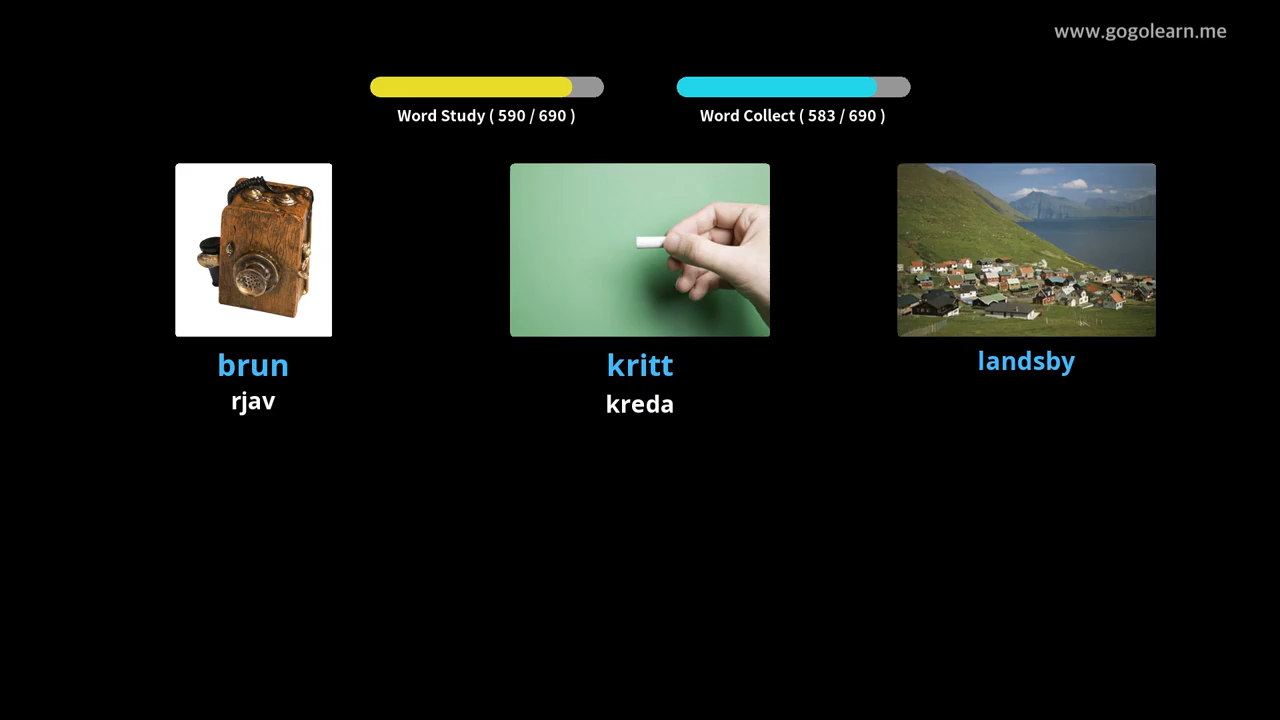 www.gogolearn.me
Word Study ( 590 / 690 )
Word Collect ( 583 / 690 )
brun
rjav
kritt
kreda
landsby